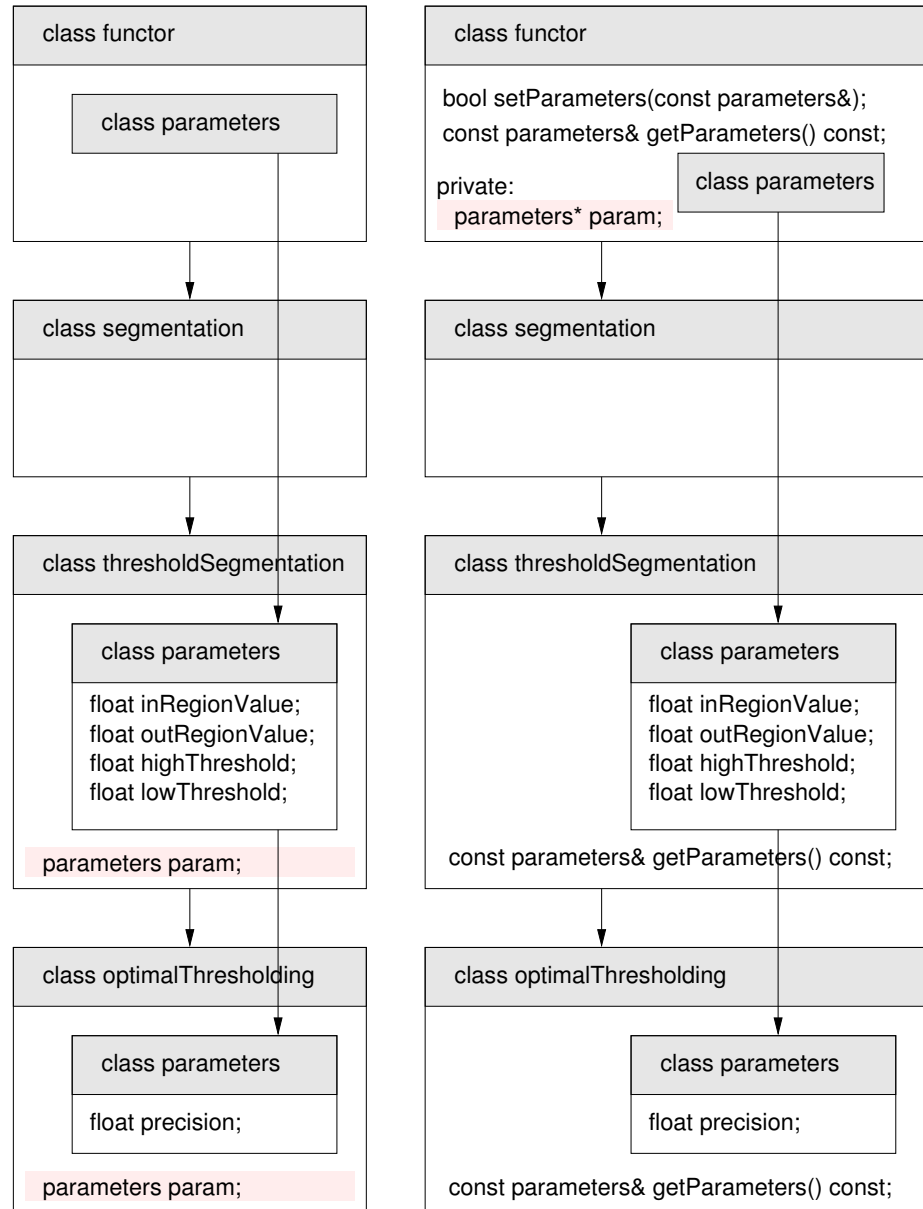 class functor
class parameters
class segmentation
class thresholdSegmentation
class parameters
float inRegionValue;
float outRegionValue;
float highThreshold;
float lowThreshold;
parameters param;
class optimalThresholding
class parameters
float precision;
parameters param;
class functor
bool setParameters(const parameters&);
const parameters& getParameters() const;
class parameters
private:
parameters* param;
class segmentation
class thresholdSegmentation
class parameters
float inRegionValue;
float outRegionValue;
float highThreshold;
float lowThreshold;
const parameters& getParameters() const;
class optimalThresholding
class parameters
float precision;
const parameters& getParameters() const;